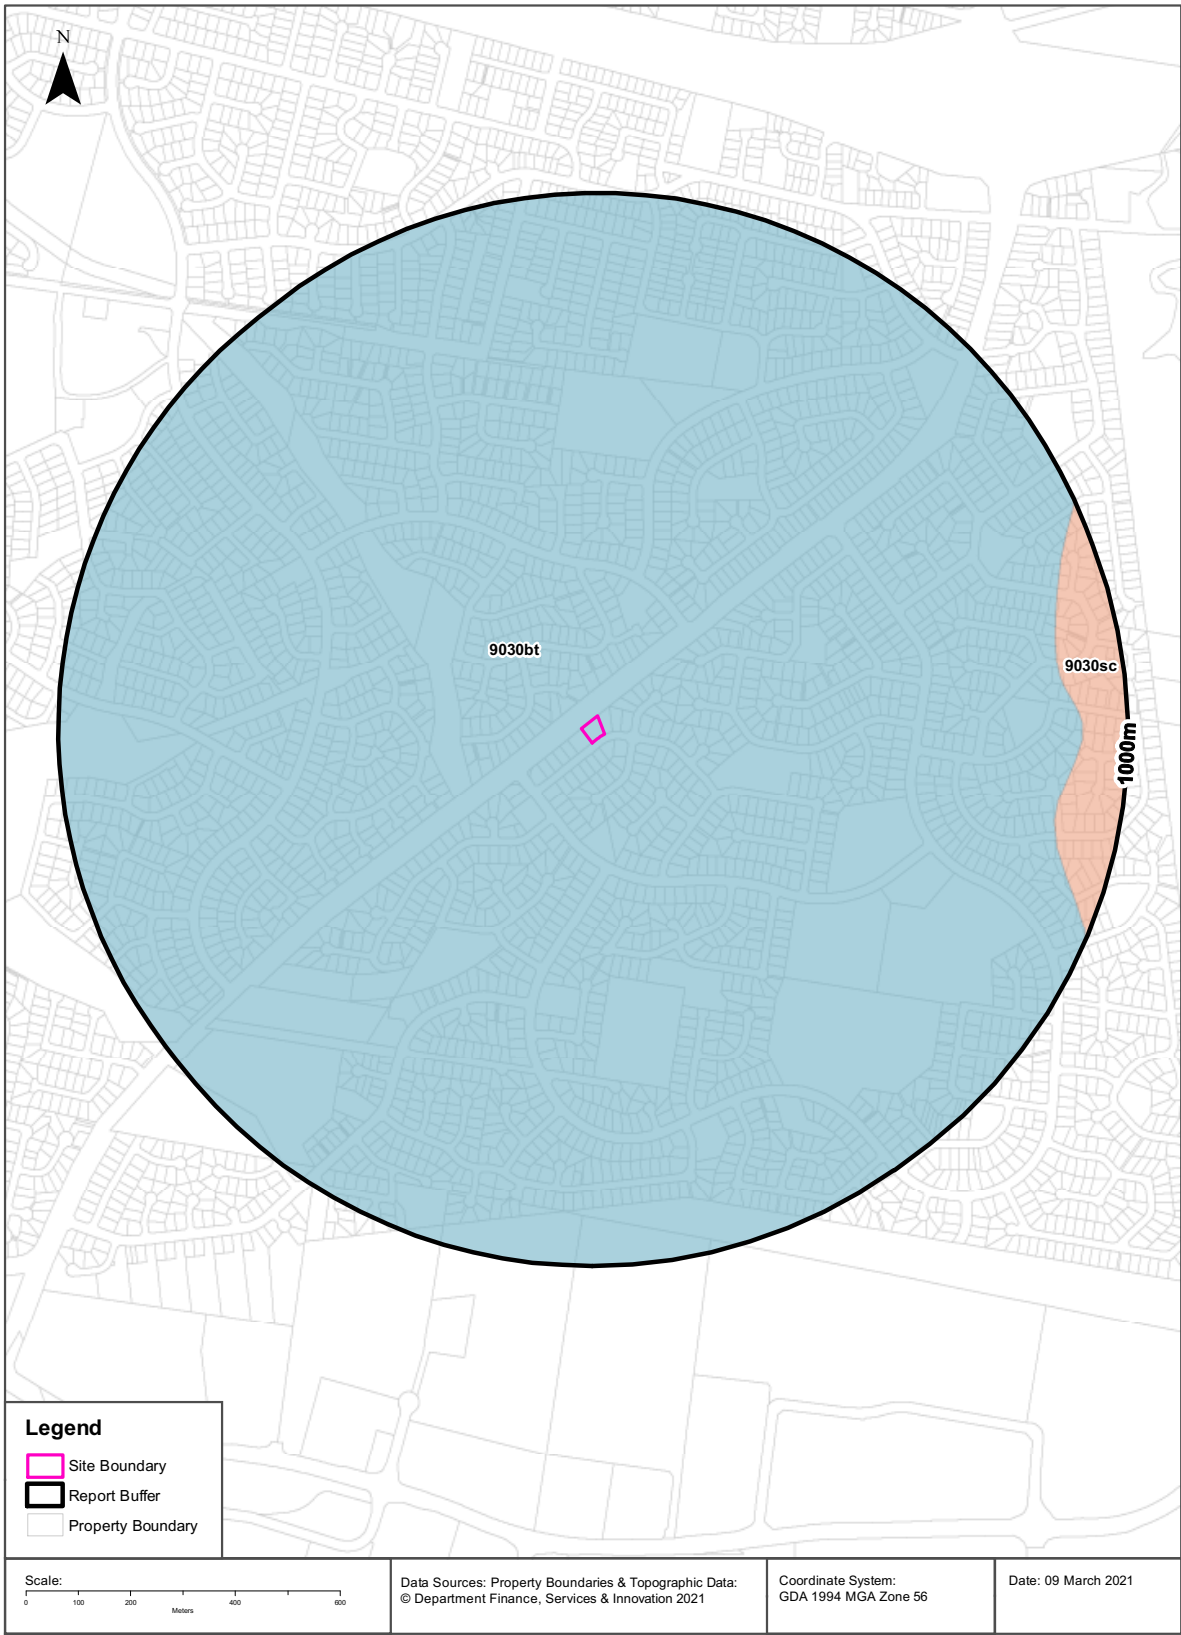 N
9030bt
9030sc
1000m
Legend
Site Boundary
Report Buffer
Property Boundary
Scale:
0 100 200 400 600
Meters
Data Sources: Property Boundaries & Topographic Data:
© Department Finance, Services & Innovation 2021
Coordinate System:
GDA 1994 MGA Zone 56
Date: 09 March 2021